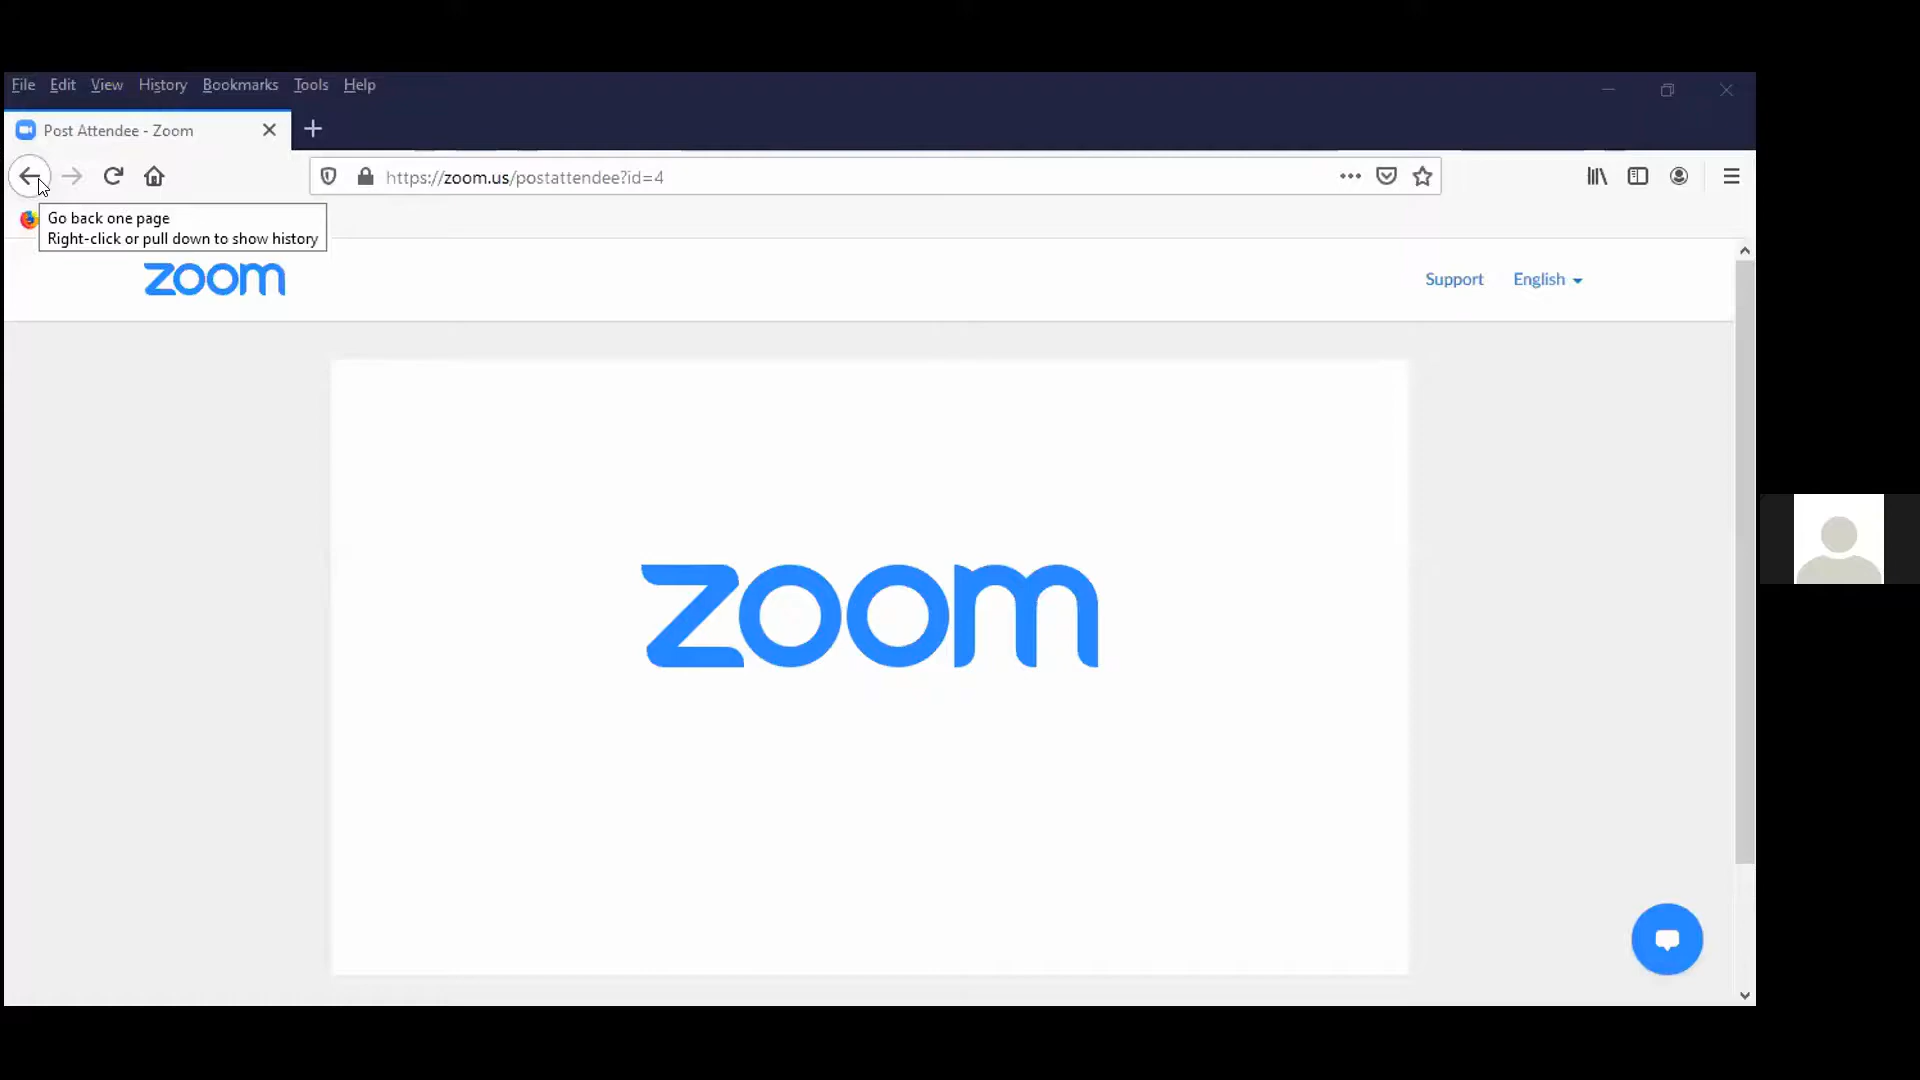 File Edit View History Bookmarks Tools Help
Post Attendee - Zoom
https://zoom.us/postattendee?id=4
Go back one page
Right-click or pull down to show history
zoom
Support English
zoom